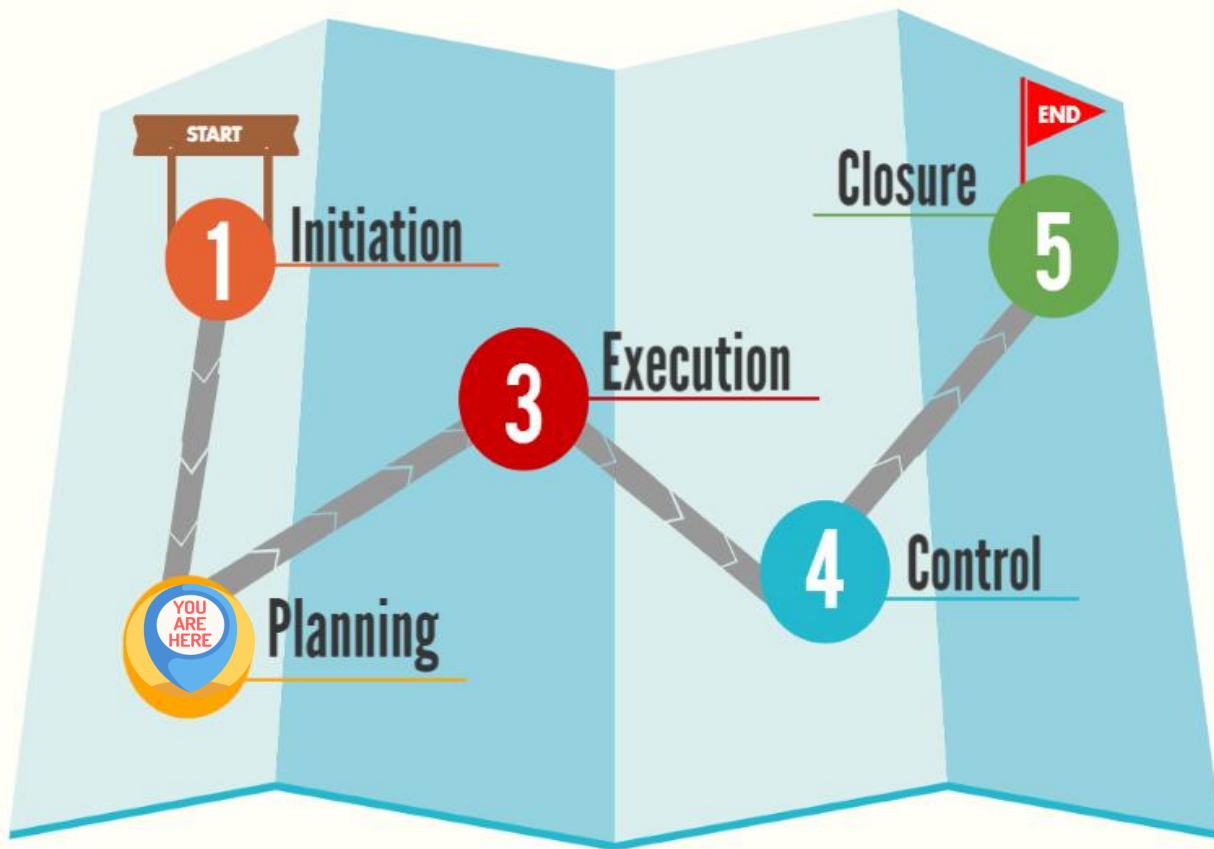 START
1
Initiation
YOU
ARE
HERE
Planning
3
Execution
4
Control
END
Closure
5